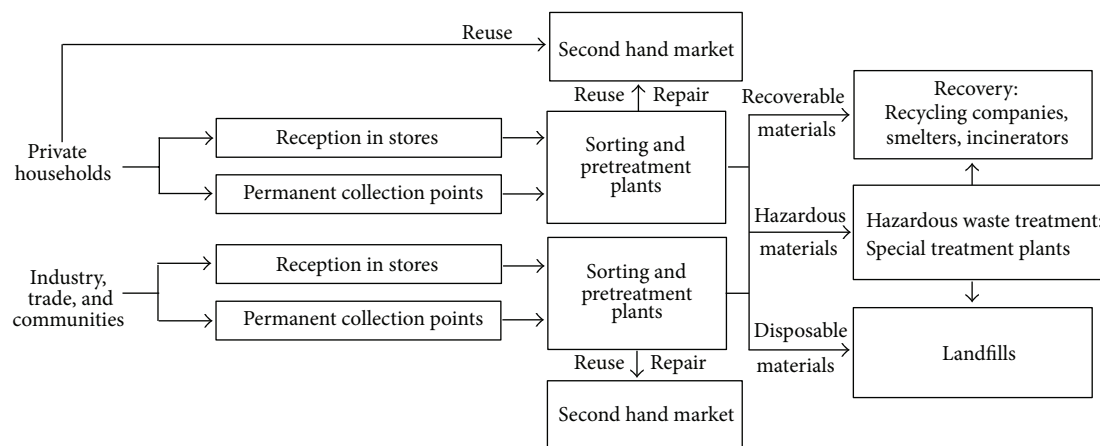 Reuse
Second hand market
Reuse Repair
Recoverable
materials
Recovery:
Recycling companies,
smelters, incinerators
Private
households
Reception in stores
Permanent collection points
Sorting and
pretreatment
plants
Hazardous
materials
Hazardous waste treatment:
Special treatment plants
Industry,
trade, and
communities
Reception in stores
Permanent collection points
Sorting and
pretreatment
plants
Disposable
materials
Landfills
Reuse Repair
Second hand market